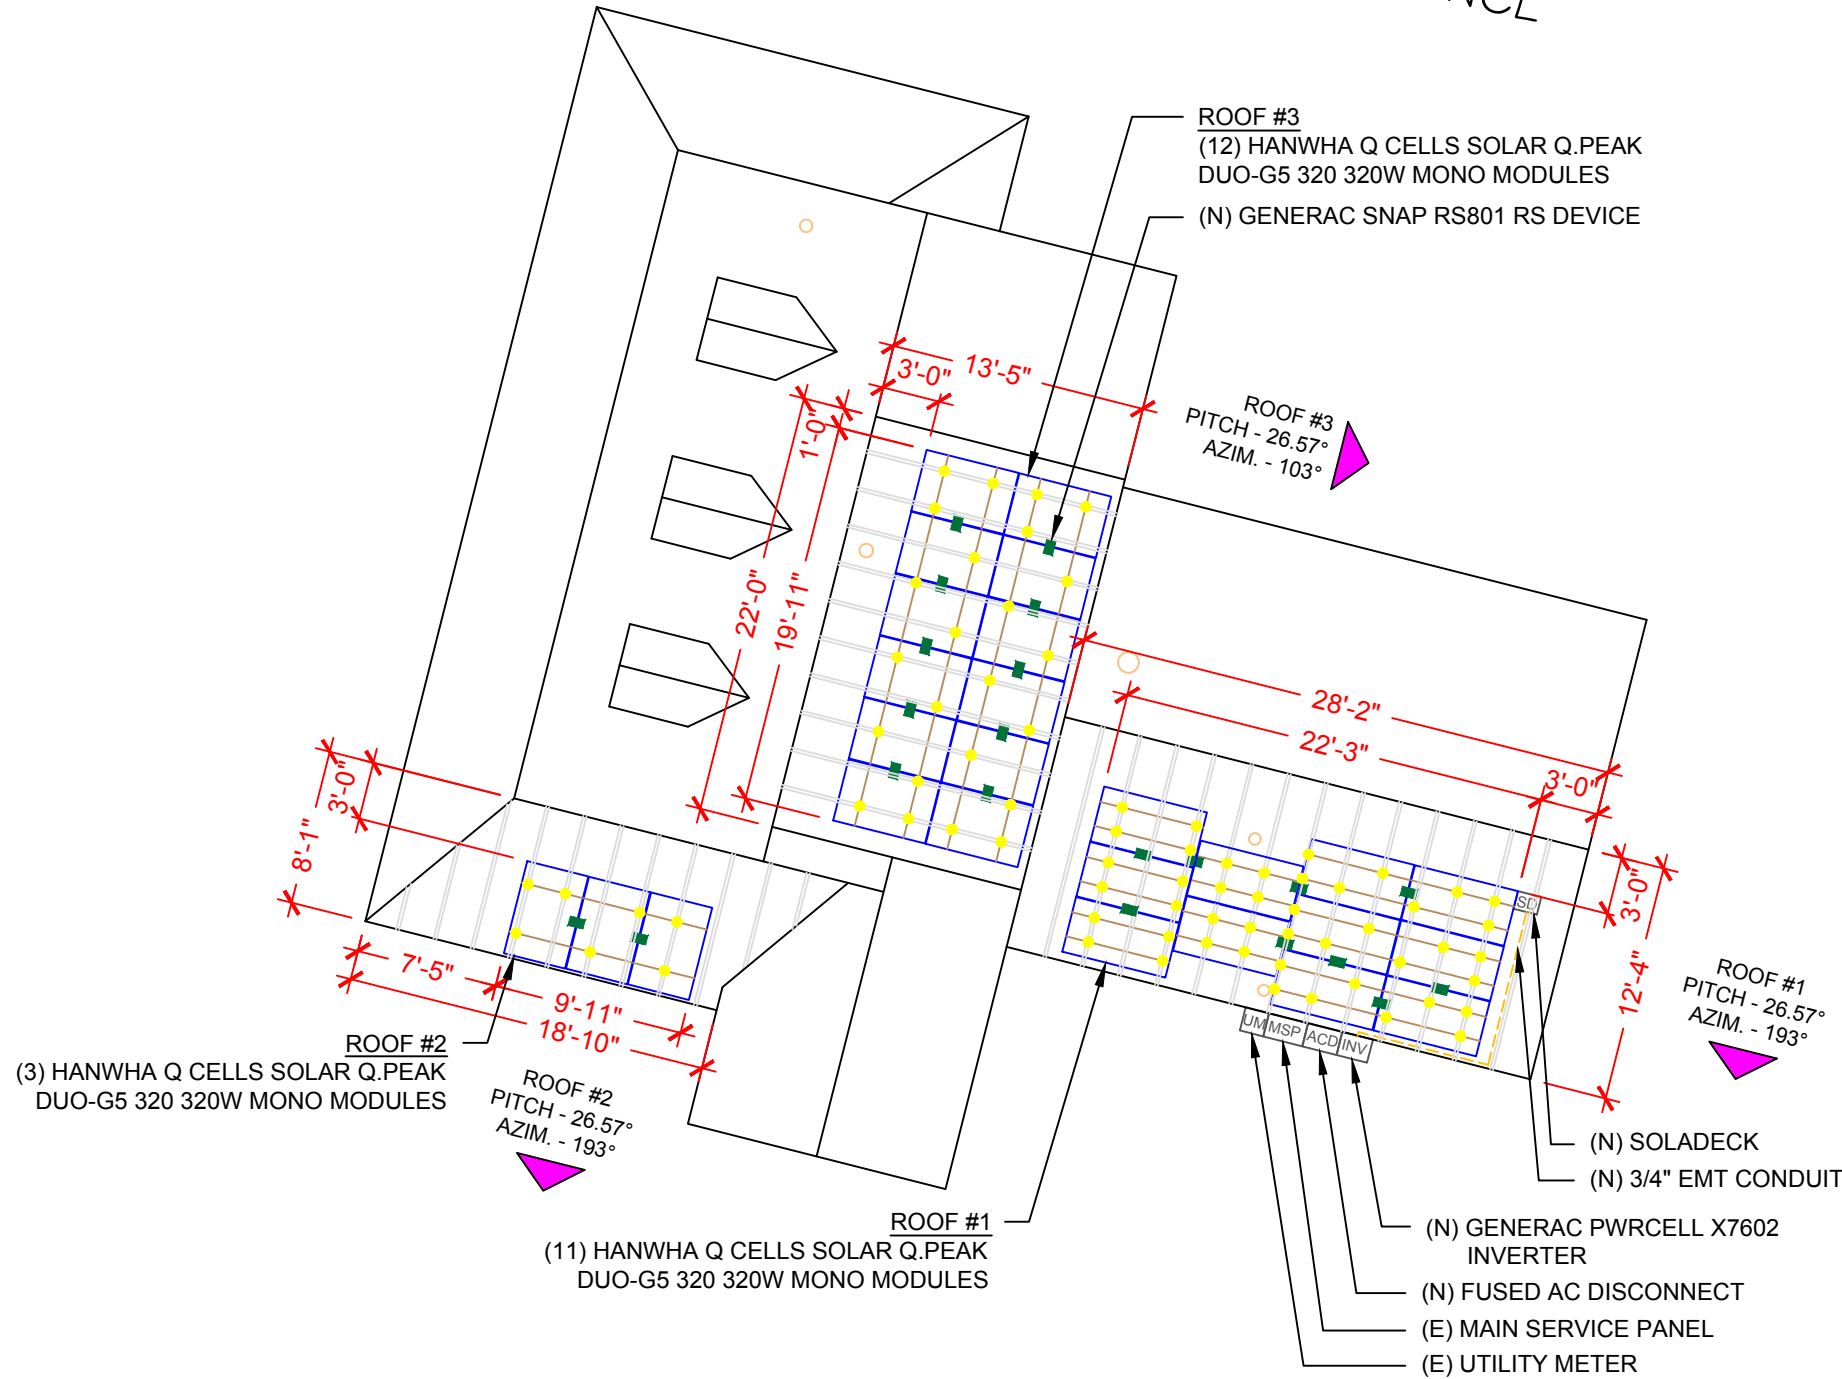 ROOF #3
(12) HANWHA Q CELLS SOLAR Q.PEAK
DUO-G5 320 320W MONO MODULES
(N) GENERAC SNAP RS801 RS DEVICE
13'-5"
3'-0"
1'-0"
22'-0"
19'-11"
ROOF #3
PITCH - 26.57°
AZIM. - 103°
28'-2"
22'-3"
3'-0"
3'-0"
12'-4"
SD
3'-0"
8'-1"
7'-5"
9'-11"
18'-10"
ROOF #2
(3) HANWHA Q CELLS SOLAR Q.PEAK
DUO-G5 320 320W MONO MODULES
ROOF #2
PITCH - 26.57°
AZIM. - 193°
UM
MSP
ACD
INV
ROOF #1
PITCH - 26.57°
AZIM. - 193°
ROOF #1
(11) HANWHA Q CELLS SOLAR Q.PEAK
DUO-G5 320 320W MONO MODULES
(N) SOLADECK
(N) 3/4" EMT CONDUIT
(N) GENERAC PWRCELL X7602
INVERTER
(N) FUSED AC DISCONNECT
(E) MAIN SERVICE PANEL
(E) UTILITY METER